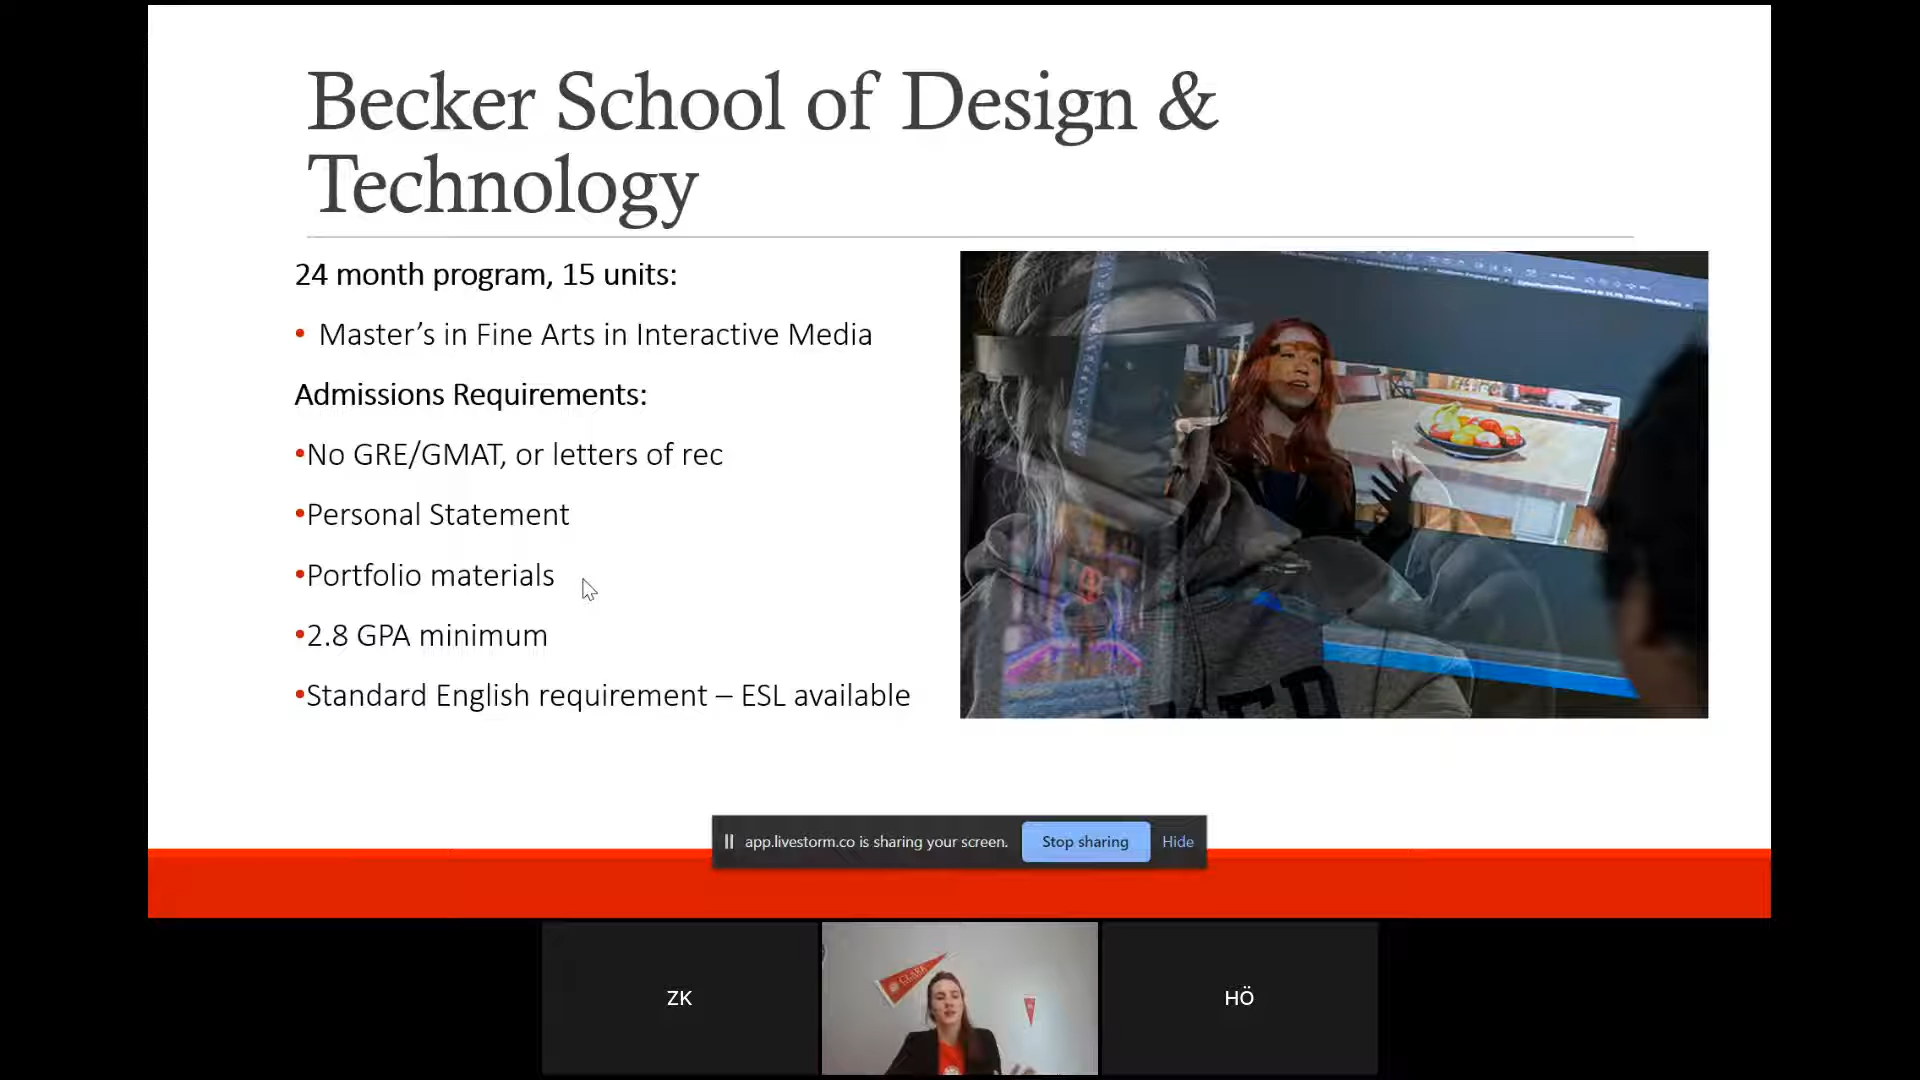 Becker School of Design &
Technology
24 month program, 15 units:
• Master’s in Fine Arts in Interactive Media
Admissions Requirements:
•No GRE/GMAT, or letters of rec
•Personal Statement
•Portfolio materials
•2.8 GPA minimum
•Standard English requirement – ESL available
app.livestorm.co is sharing your screen.
Stop sharing
Hide
ZK
CLARK
HÖ